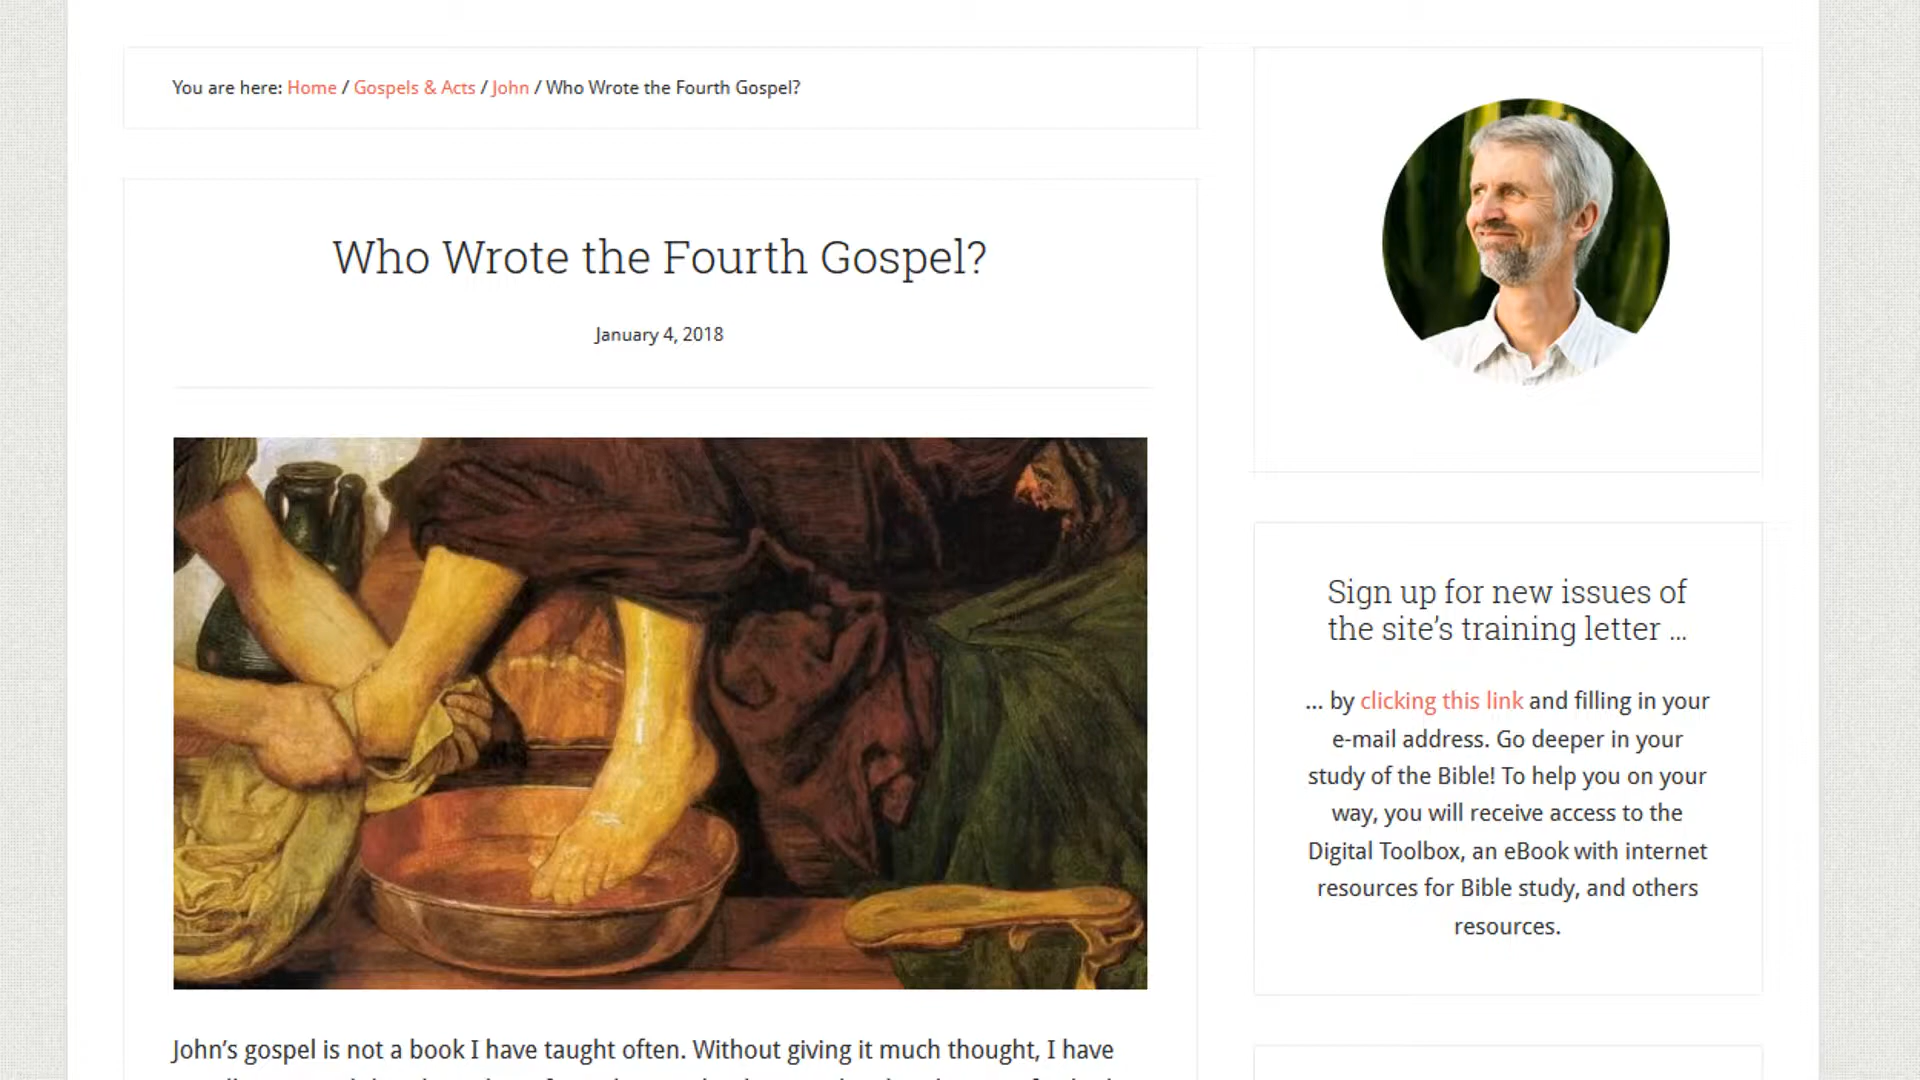 You are here: Home / Gospels & Acts / John / Who Wrote the Fourth Gospel?
Who Wrote the Fourth Gospel?
January 4, 2018
John’s gospel is not a book I have taught often. Without giving it much thought, I have
Sign up for new issues of
the site’s training letter …
… by clicking this link and filling in your
e-mail address. Go deeper in your
study of the Bible! To help you on your
way, you will receive access to the
Digital Toolbox, an eBook with internet
resources for Bible study, and others
resources.